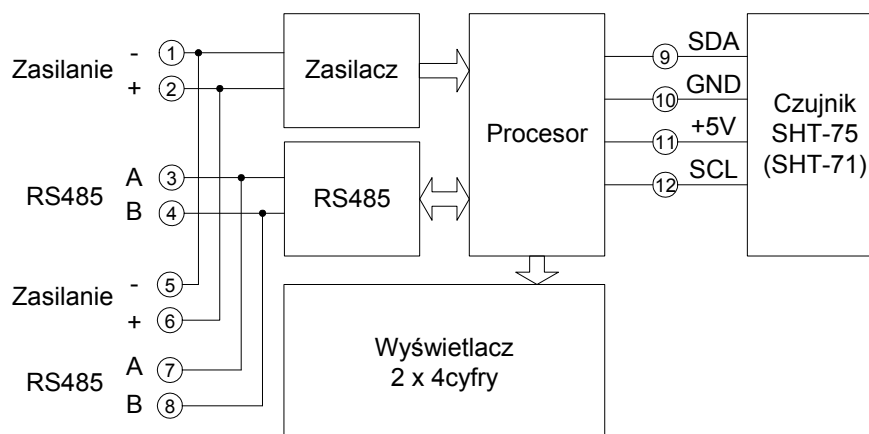 Zasilanie
-
1
+
2
RS485
A
3
B
4
Zasilanie
-
5
+
6
RS485
A
7
B
8
Zasilacz
RS485
Procesor
Wyświetlacz
2 x 4cyfry
9
SDA
10
GND
11
+5V
12
SCL
Czujnik
SHT-75
(SHT-71)